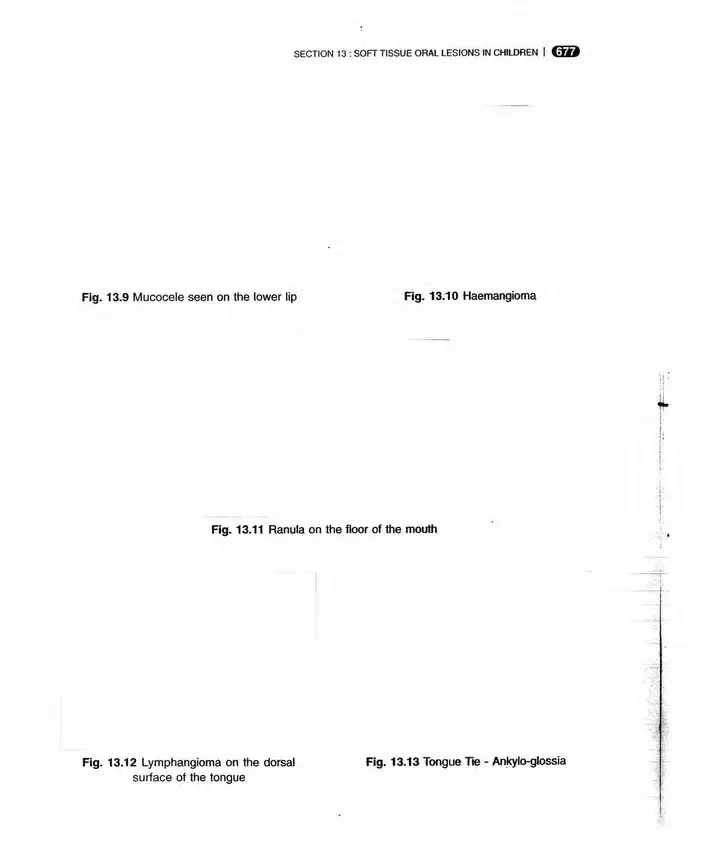 SECTION 13 : SOFT TISSUE ORAL LESIONS IN CHILDREN | 677
Fig. 13.9 Mucocele seen on the lower lip
Fig. 13.10 Haemangioma
Fig. 13.11 Ranula on the floor of the mouth
Fig. 13.12 Lymphangioma on the dorsal
surface of the tongue
Fig. 13.13 Tongue Tie - Ankylo-glossia